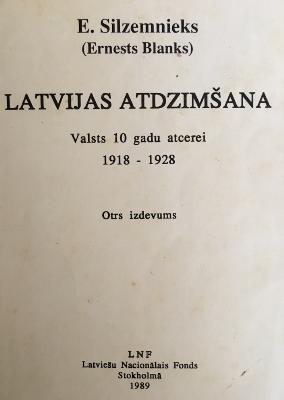 E. Silzemnieks
(Ernests Blanks)
LATVIJAS ATDZIMŠANA
Valsts 10 gadu atcerei
1918 - 1928
Otrs izdevums
LNF
Latviešu Nacionālais Fonds
Stokholmā
1989